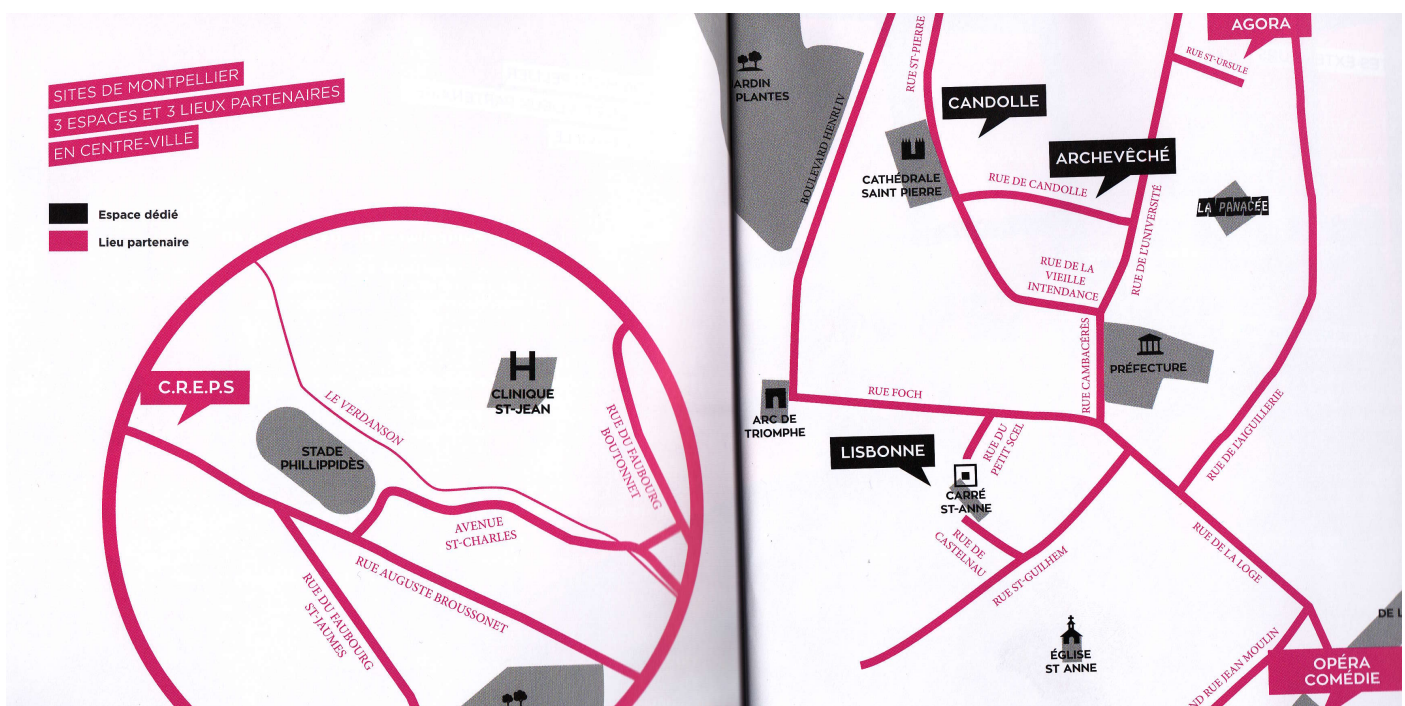 SITES DE MONTPELLIER
3 ESPACES ET 3 LIEUX PARTENAIRES
EN CENTRE-VILLE
Espace dédié
Lieu partenaire
C.R.E.P.S
LE VERDANSON
CLINIQUE
ST-JEAN
STADE
PHILLIPPIDÈS
RUE DU FAUBOURG
BOUTONNET
AVENUE
ST-CHARLES
RUE AUGUSTE BROUSSONET
RUE DU FAUBOURG
ST-JAUMES
JARDIN
PLANTES
BOULEVARD HENRI IV
RUE ST-PIERRE
CANDOLLE
AGORA
RUE ST-URSULE
ARCHEVÊCHÉ
CATHÉDRALE
SAINT PIERRE
RUE DE CANDOLLE
LA PANACÉE
RUE DE L'UNIVERSITÉ
RUE DE LA
VIEILLE
INTENDANCE
RUE CAMBACÉRÈS
PRÉFECTURE
RUE FOCH
ARC DE
TRIOMPHE
LISBONNE
RUE DU
PETIT SCEL
CARRÉ
ST-ANNE
RUE DE
CASTELNAU
RUE ST-GUILHEM
RUE DE L'AIGUILLERIE
RUE DE LA LOGE
ÉGLISE
ST ANNE
DE L
ND RUE JEAN MOULIN
OPÉRA
COMÉDIE